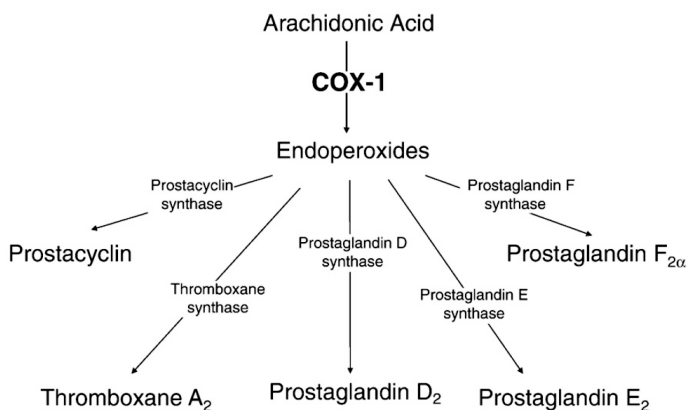 Arachidonic Acid
COX-1
Endoperoxides
Prostacyclin
synthase
Prostaglandin F
synthase
Prostacyclin
Prostaglandin D
synthase
Prostaglandin F₂α
Thromboxane
synthase
Prostaglandin E
synthase
Thromboxane A₂
Prostaglandin D₂
Prostaglandin E₂